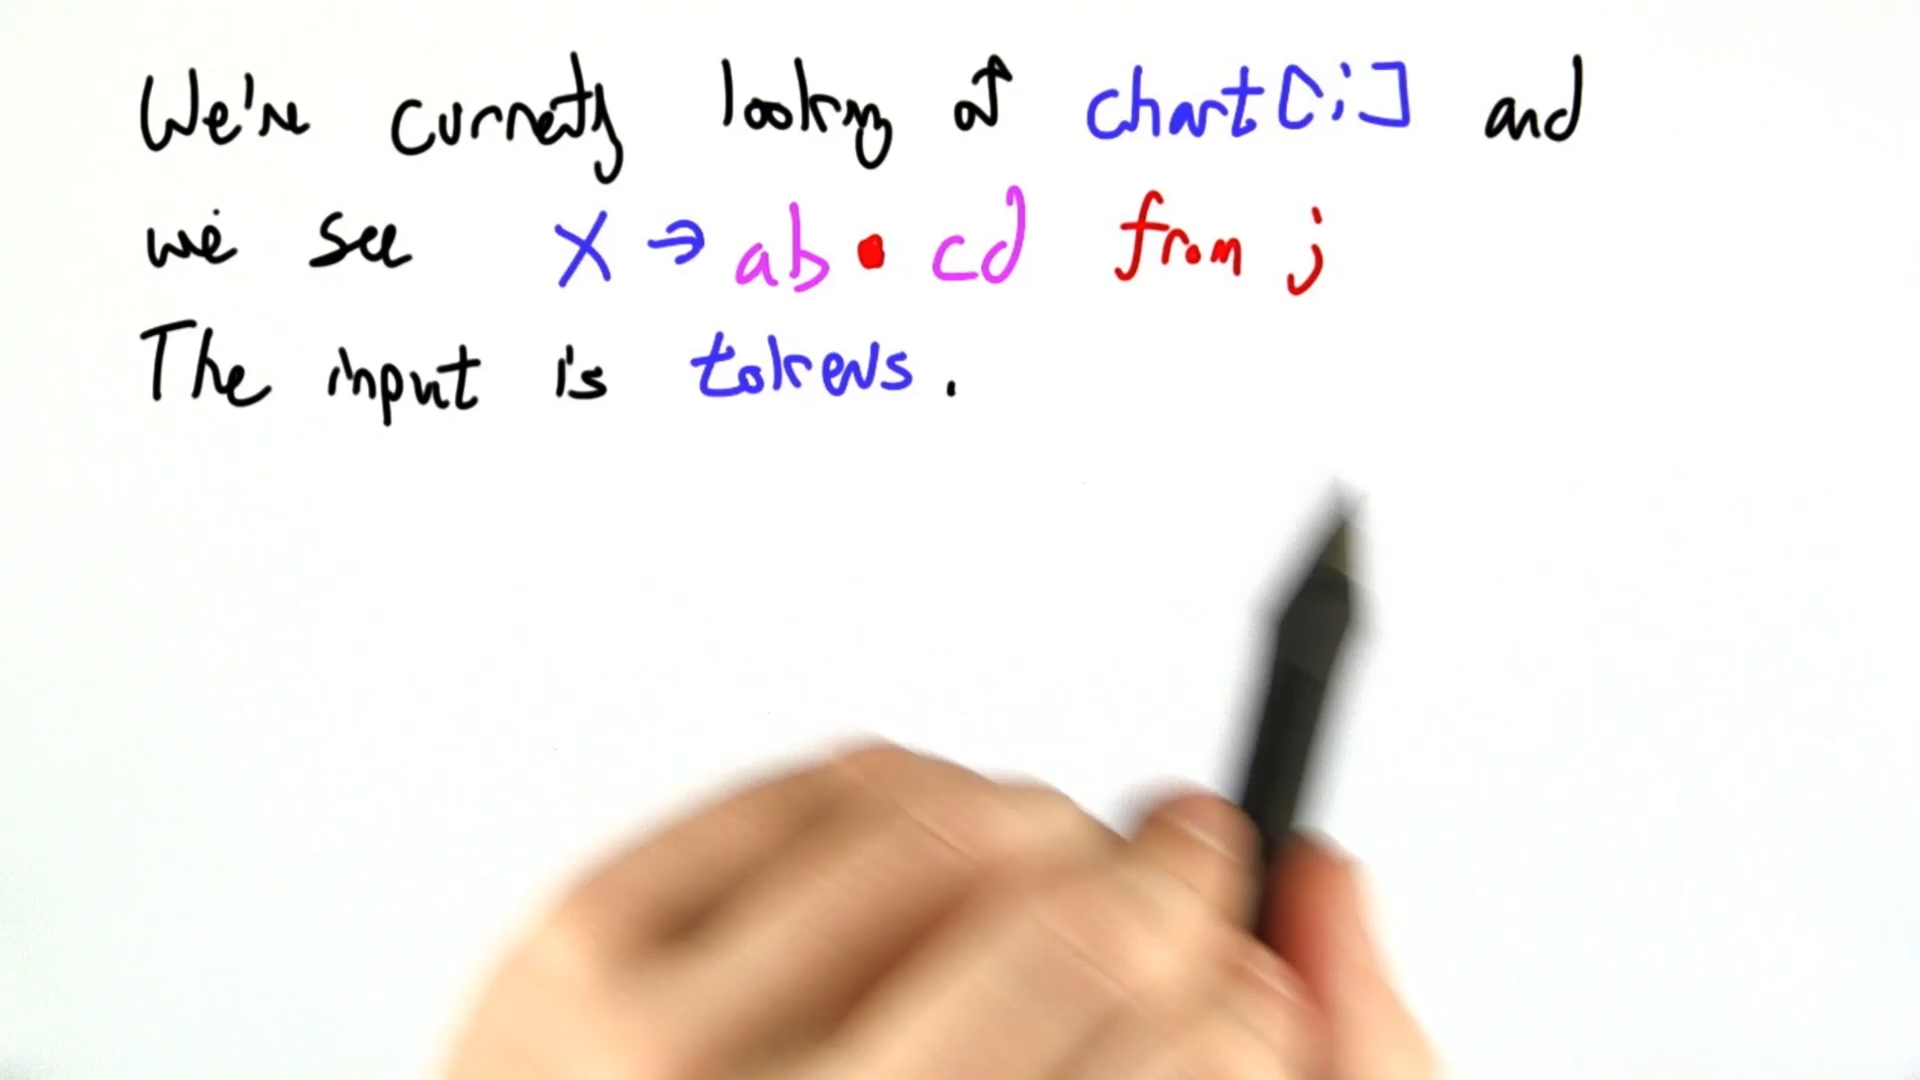 We're currently looking at chart[i] and
we see x → ab • cd from j
The input is tokens.